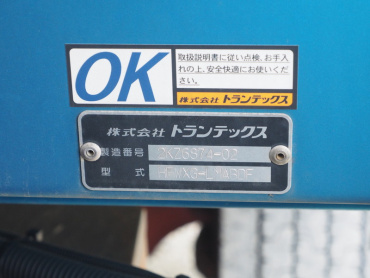 OK
取扱説明書に従い点検、お手入
れの上、安全快適にお使いくだ
さい。
株式会社 トランテックス
株式会社 トランテックス
製造番号
型 式